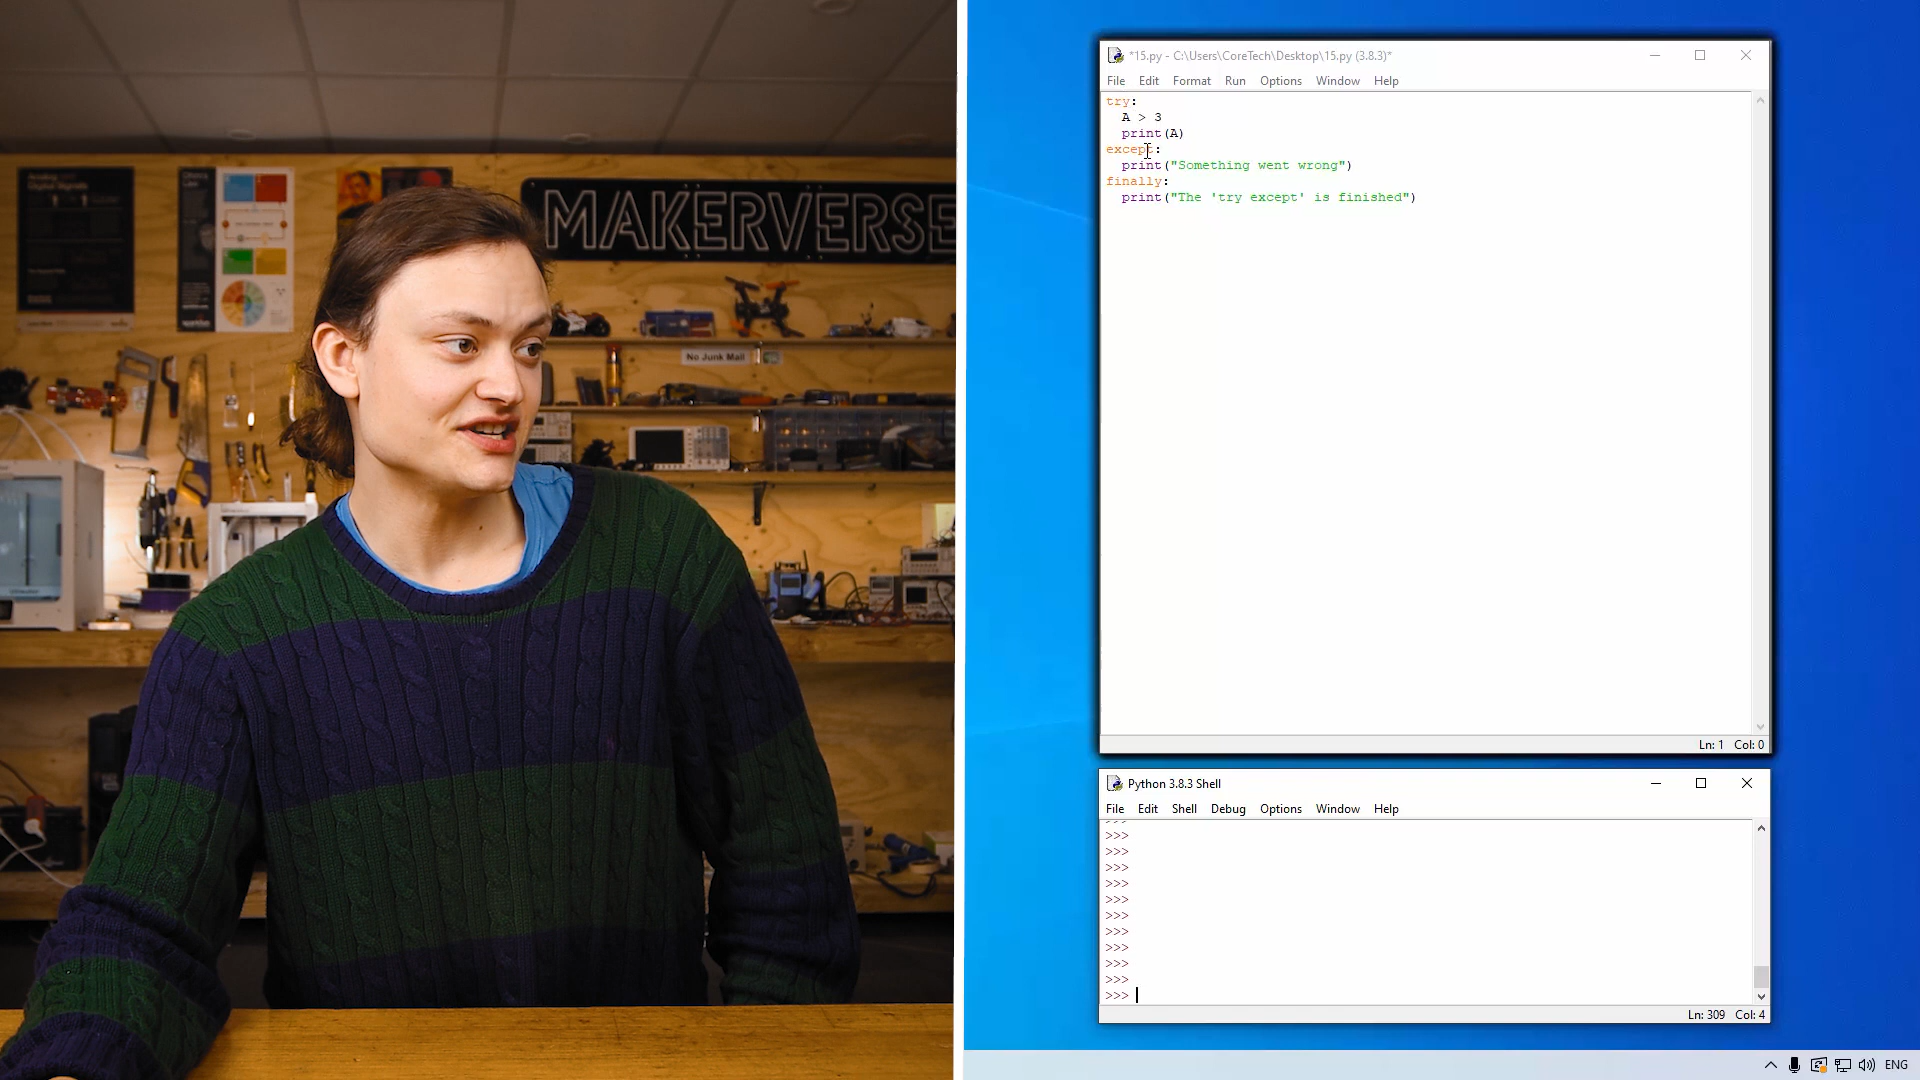 MAKERVERSE
No Junk Mail
*15.py - C:\Users\CoreTech\Desktop\15.py (3.8.3)*
File Edit Format Run Options Window Help
try:
  A > 3
  print(A)
except:
  print("Something went wrong")
finally:
  print("The 'try except' is finished")
Ln: 1 Col: 0
Python 3.8.3 Shell
File Edit Shell Debug Options Window Help
>>>
>>>
>>>
>>>
>>>
>>>
>>>
>>>
>>>
>>>
>>>
Ln: 309 Col: 4
ENG